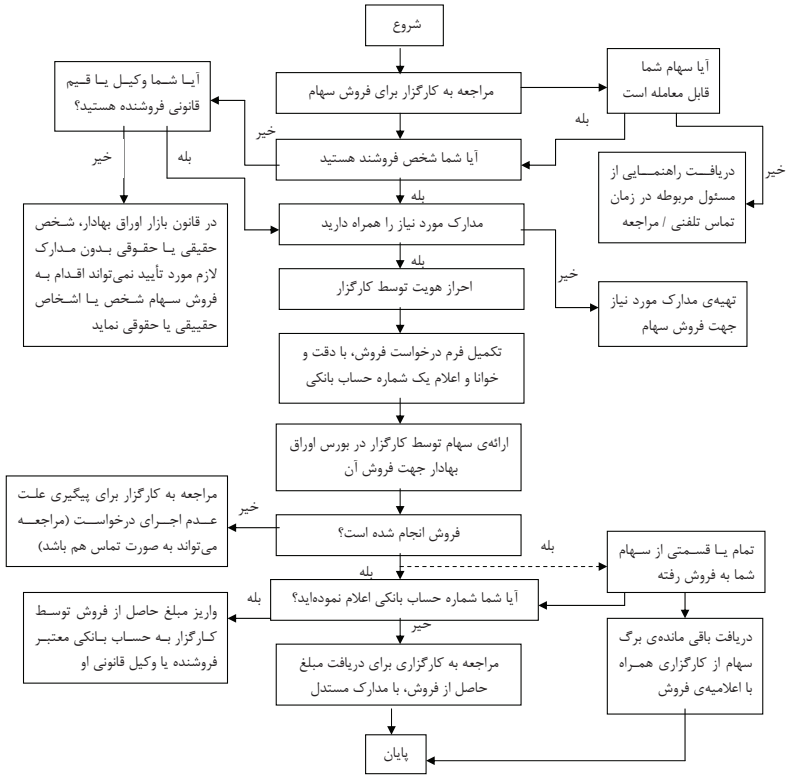 شروع
مراجعه به کارگزار برای فروش سهام
آیا سهام شما
قابل معامله است
آیا شما وکیل یا قیم
قانونی فروشنده هستید؟
بله
خیر
خیر
آیا شما شخص فروشند هستید
خیر
بله
بله
دریافت راهنمایی از
مسئول مربوطه در زمان
تماس تلفنی / مراجعه
مدارک مورد نیاز را همراه دارید
در قانون بازار اوراق بهادار، شخص
حقیقی یا حقوقی بدون مدارک
لازم مورد تأیید نمی‌تواند اقدام به
فروش سهام شخص یا اشخاص
حقییقی یا حقوقی نماید
بله
خیر
احراز هویت توسط کارگزار
تهیه‌ی مدارک مورد نیاز
جهت فروش سهام
تکمیل فرم درخواست فروش، با دقت و
خوانا و اعلام یک شماره حساب بانکی
ارائه‌ی سهام توسط کارگزار در بورس اوراق
بهادار جهت فروش آن
فروش انجام شده است؟
خیر
مراجعه به کارگزار برای پیگیری علت
عدم اجرای درخواست (مراجعه
می‌تواند به صورت تماس هم باشد)
بله
بله
تمام یا قسمتی از سهام
شما به فروش رفته
آیا شما شماره حساب بانکی اعلام نموده‌اید؟
بله
خیر
واریز مبلغ حاصل از فروش توسط
کارگزار به حساب بانکی معتبر
فروشنده یا وکیل قانونی او
دریافت باقی مانده‌ی برگ
سهام از کارگزاری همراه
با اعلامیه‌ی فروش
مراجعه به کارگزاری برای دریافت مبلغ
حاصل از فروش، با مدارک مستدل
پایان